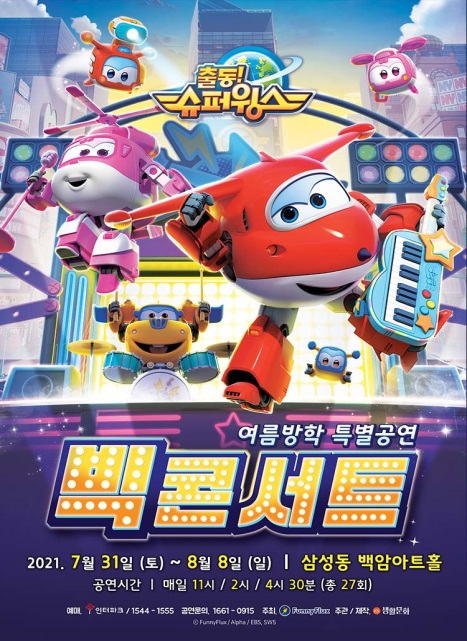 출동!
슈퍼윙스
여름방학 특별공연
빅콘서트
2021. 7월 31일 (토) ~ 8월 8일 (일) | 삼성동 백암아트홀
공연시간 | 매일 11시 / 2시 / 4시 30분 (총 27회)
예매. 인터파크 / 1544 - 1555 공연문의. 1661 - 0915 주최. FunnyFlux 주관 / 제작. 생활문화
© FunnyFlux / Alpha / EBS, SWS